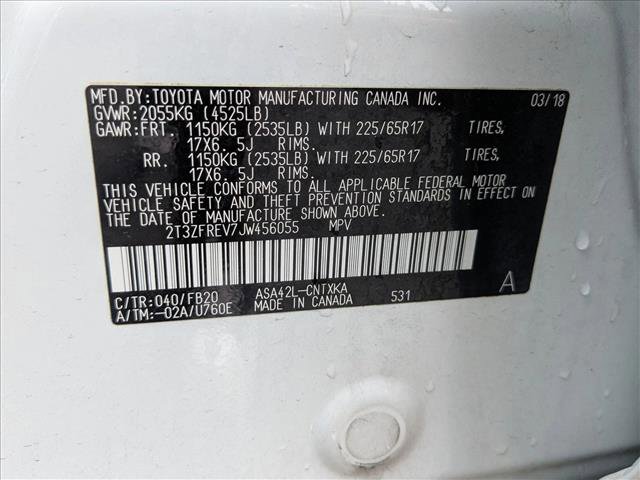 MFD.BY:TOYOTA MOTOR MANUFACTURING CANADA INC. 03/18
GVWR:2055KG (4525LB)
GAWR:FRT. 1150KG (2535LB) WITH 225/65R17 TIRES,
17X6. 5J RIMS.
RR. 1150KG (2535LB) WITH 225/65R17 TIRES,
17X6. 5J RIMS.
THIS VEHICLE CONFORMS TO ALL APPLICABLE FEDERAL MOTOR
VEHICLE SAFETY AND THEFT PREVENTION STANDARDS IN EFFECT ON
THE DATE OF MANUFACTURE SHOWN ABOVE.
2T3ZFREV7JW456055 MPV
C/TR:040/FB20 ASA42L-CNTXKA 531 A
A/TM:-02A/U760E MADE IN CANADA